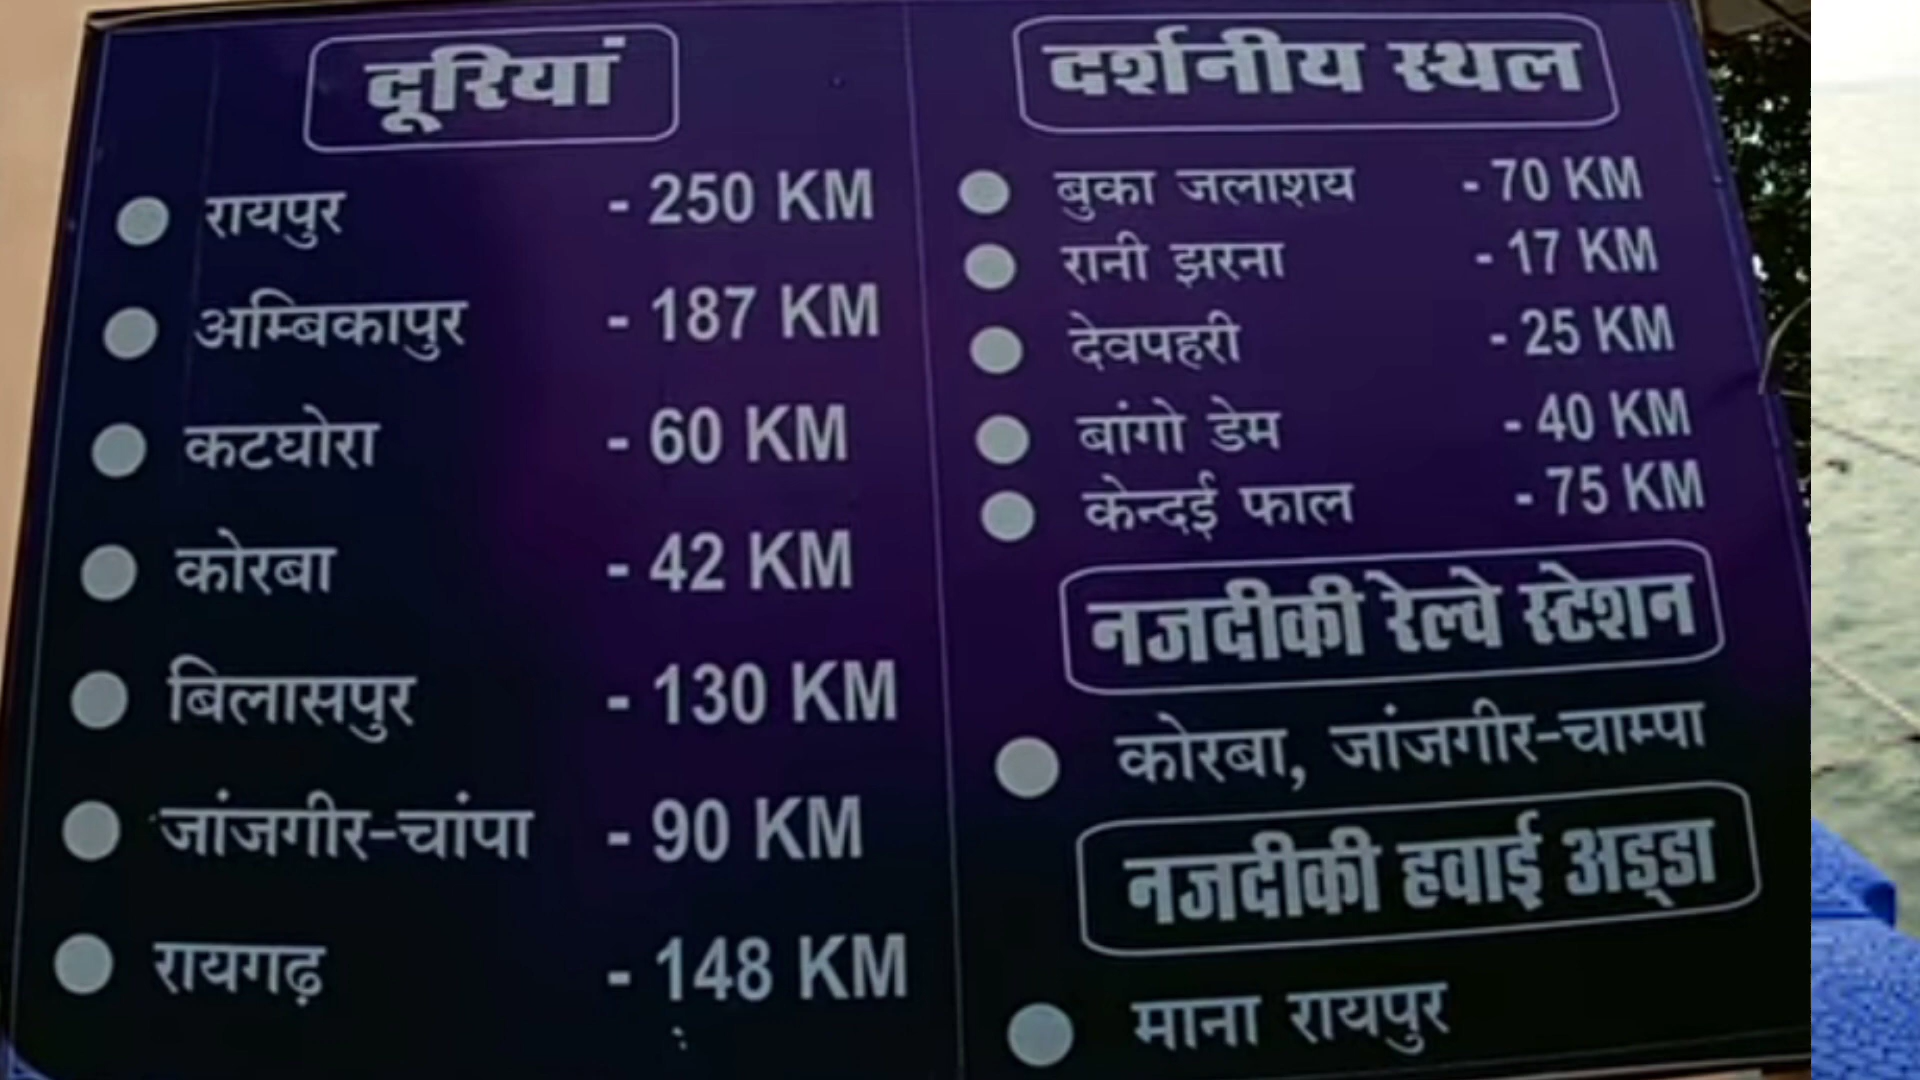 दूरियां
रायपुर - 250 KM
अम्बिकापुर - 187 KM
कटघोरा - 60 KM
कोरबा - 42 KM
बिलासपुर - 130 KM
जांजगीर-चांपा - 90 KM
रायगढ़ - 148 KM
दर्शनीय स्थल
बुका जलाशय - 70 KM
रानी झरना - 17 KM
देवपहरी - 25 KM
बांगो डेम - 40 KM
केन्दई फाल - 75 KM
नजदीकी रेल्वे स्टेशन
कोरबा, जांजगीर-चाम्पा
नजदीकी हवाई अड्डा
माना रायपुर